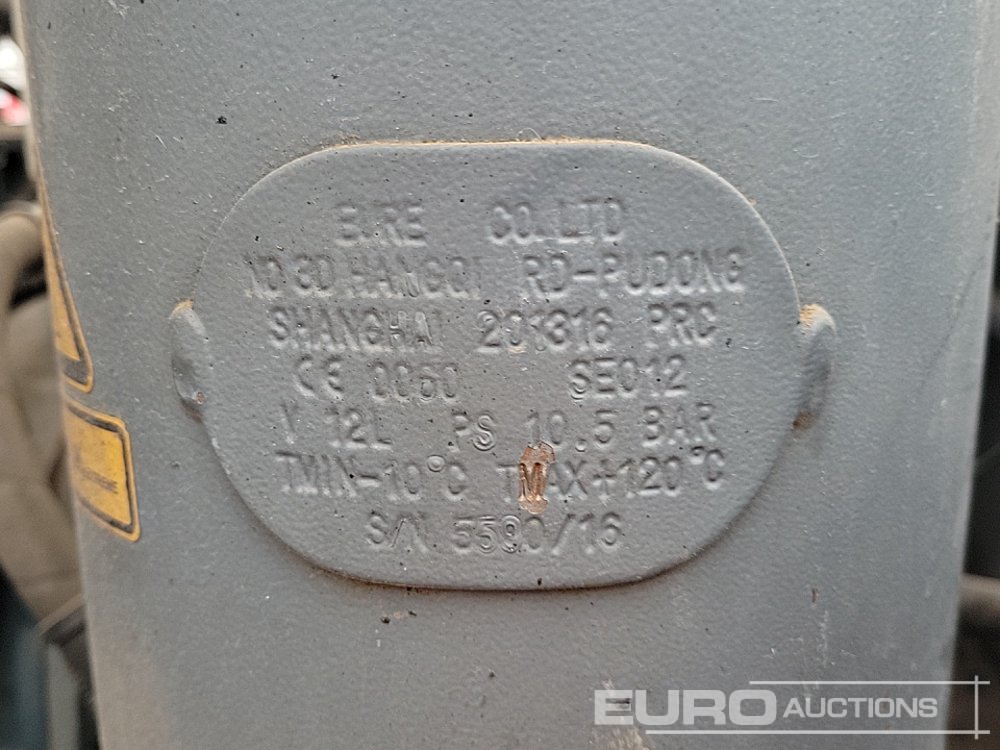 CO.LTD
RD-PUDONG
SHANGHAI 201316 PRC
CE 0060 SE012
V 12L PS 10.5 BAR
TMIN-10°C TMAX+120°C
S/N 5590/16
EURO AUCTIONS